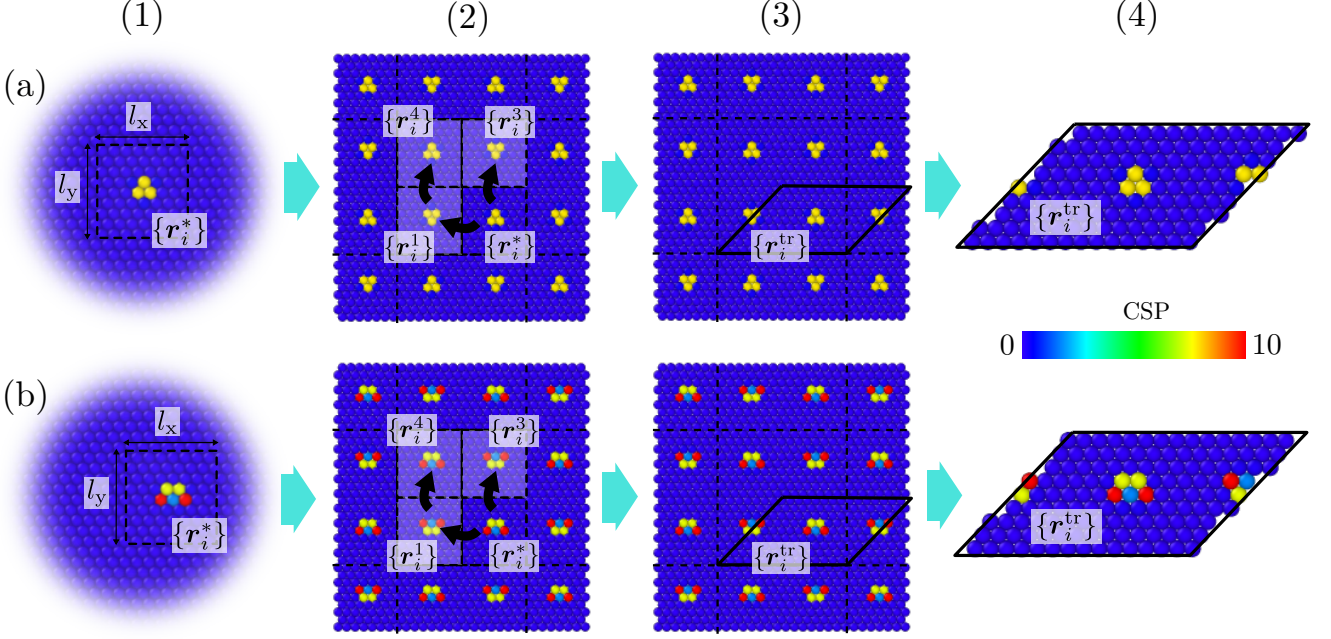 (1) (2) (3) (4)
(a)
l_x
l_y
{r_i^*}
{r_i^4} {r_i^3}
{r_i^1} {r_i^*}
{r_i^tr}
{r_i^tr}
CSP
0 10
(b)
l_x
l_y
{r_i^*}
{r_i^4} {r_i^3}
{r_i^1} {r_i^*}
{r_i^tr}
{r_i^tr}